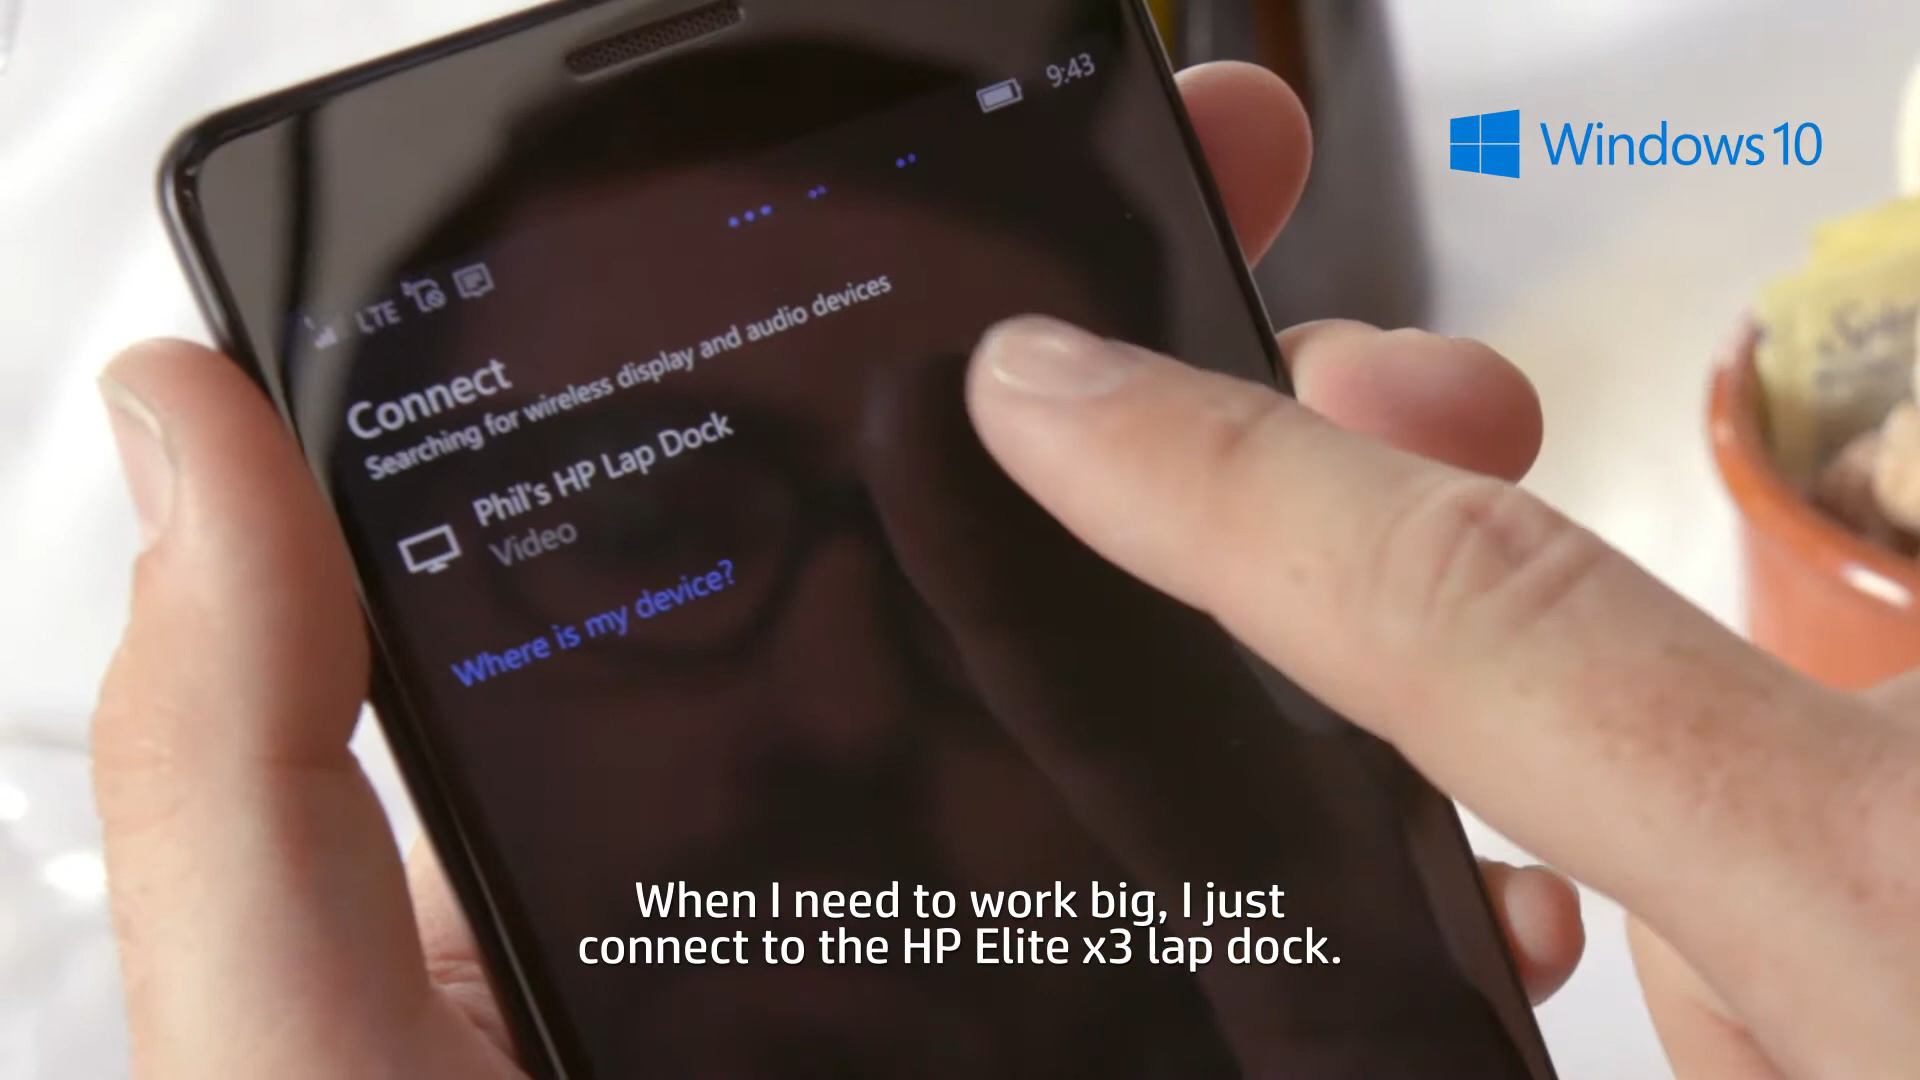 9:43
Windows 10
LTE
Connect
Searching for wireless display and audio devices
Phil's HP Lap Dock
Video
Where is my device?
When I need to work big, I just
connect to the HP Elite x3 lap dock.